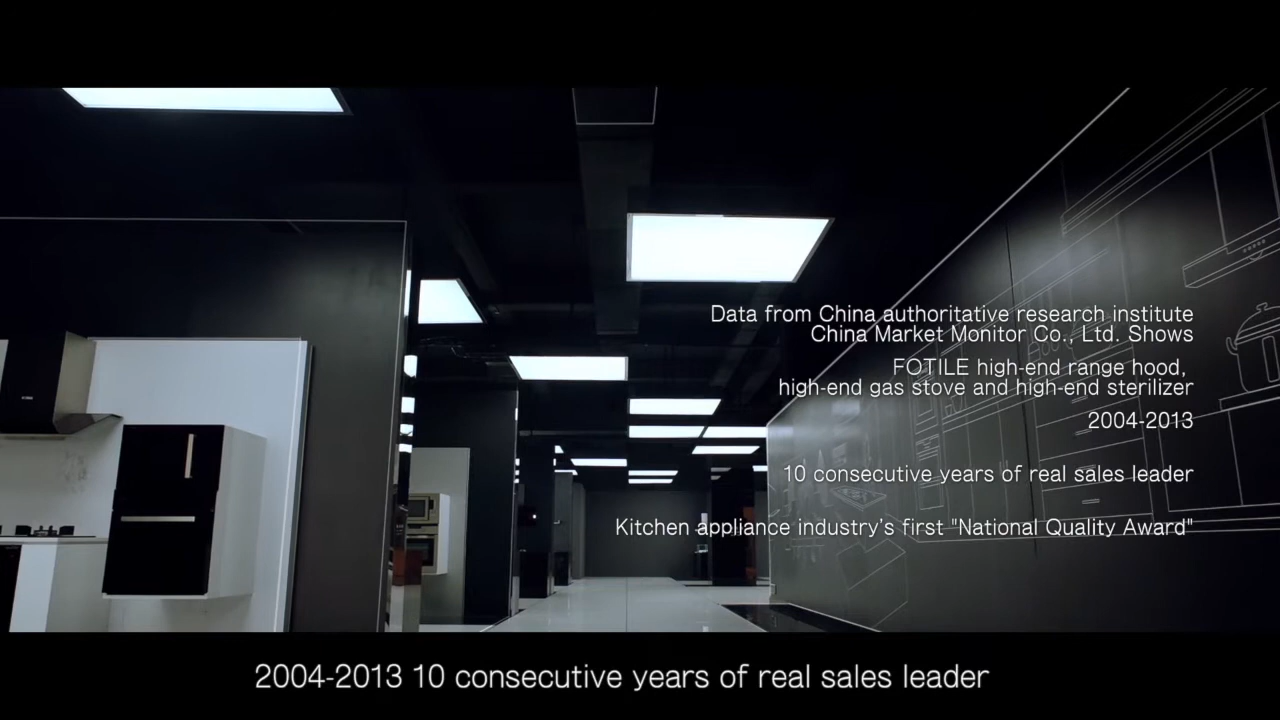 Data from China authoritative research institute
China Market Monitor Co., Ltd. Shows
FOTILE high-end range hood,
high-end gas stove and high-end sterilizer
2004-2013
10 consecutive years of real sales leader
Kitchen appliance industry's first "National Quality Award"
2004-2013 10 consecutive years of real sales leader